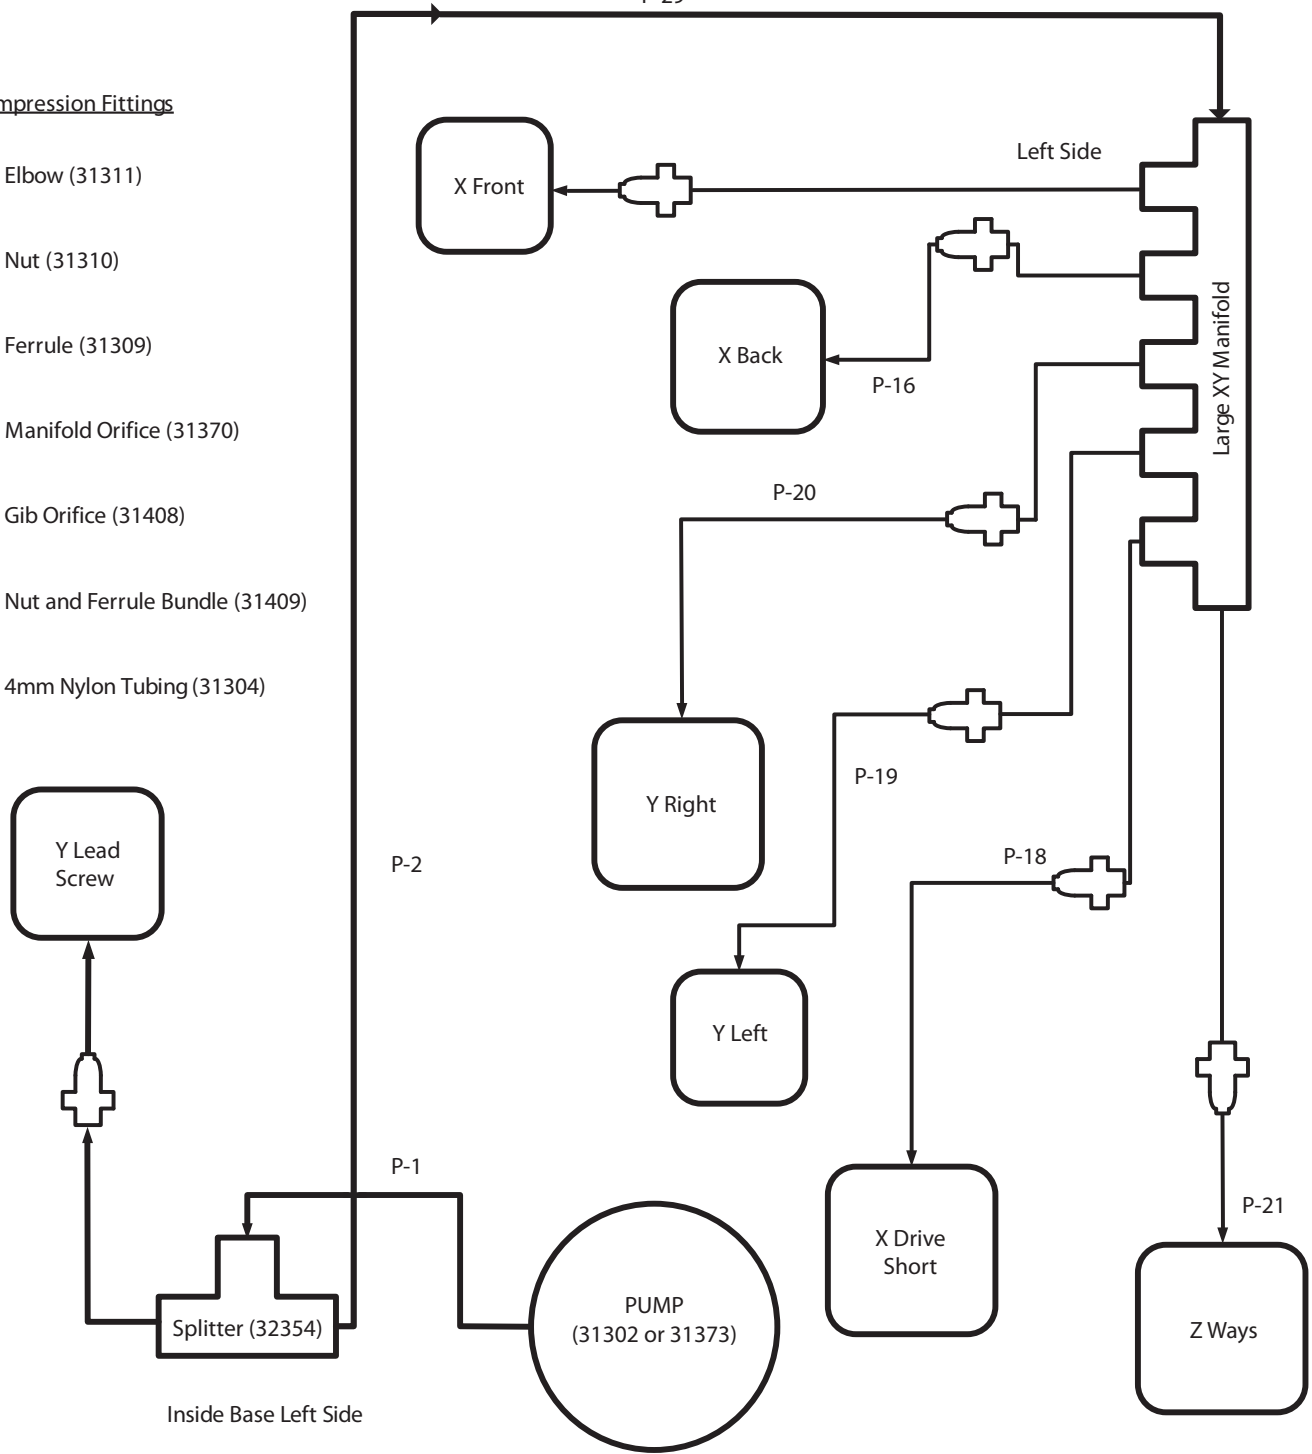 Elbow (31311)
Nut (31310)
Ferrule (31309)
Manifold Orifice (31370)
Gib Orifice (31408)
Nut and Ferrule Bundle (31409)
4mm Nylon Tubing (31304)
Fittings
Left Side
X Front
X Back
P-16
Large XY Manifold
P-20
Y Right
P-19
P-18
Y Lead
Screw
P-2
Y Left
P-1
P-21
X Drive
Short
PUMP
(31302 or 31373)
Splitter (32354)
Z Ways
Inside Base Left Side